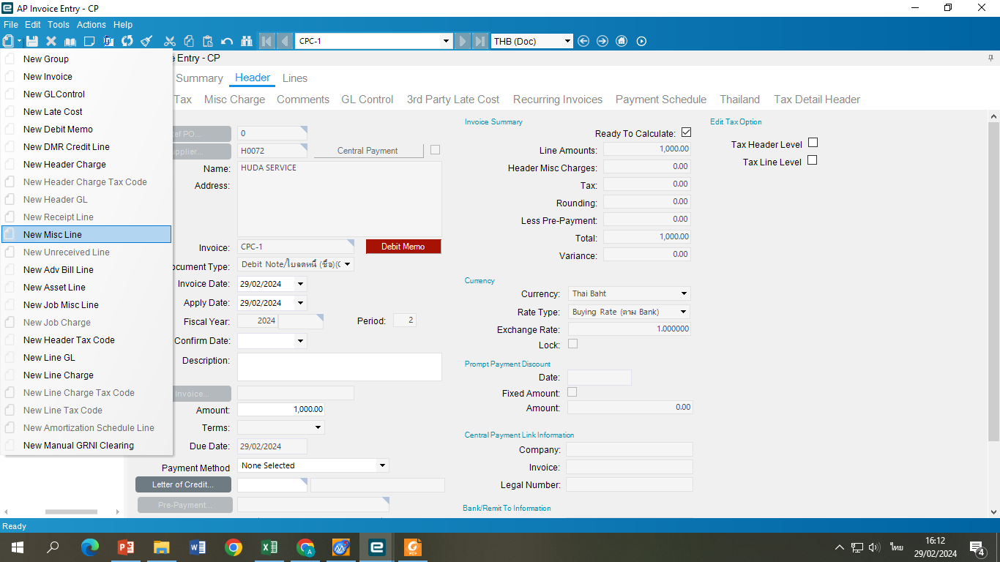 AP Invoice Entry - CP
File Edit Tools Actions Help
CPC-1 THB (Doc)
New Group
New Invoice
New GLControl
New Late Cost
New Debit Memo
New DMR Credit Line
New Header Charge
New Header Charge Tax Code
New Header GL
New Receipt Line
New Misc Line
New Unreceived Line
New Adv Bill Line
New Asset Line
New Job Misc Line
New Job Charge
New Header Tax Code
New Line GL
New Line Charge
New Line Charge Tax Code
New Line Tax Code
New Amortization Schedule Line
New Manual GRNI Clearing
Entry - CP
Summary Header Lines
Tax Misc Charge Comments GL Control 3rd Party Late Cost Recurring Invoices Payment Schedule Thailand Tax Detail Header
PO... 0
H0072 Central Payment
Name: HUDA SERVICE
Address:
Invoice: CPC-1 Debit Memo
Type: Debit Note/ใบลดหนี้ (ซื้อ)(C
Invoice Date: 29/02/2024
Apply Date: 29/02/2024
Fiscal Year: 2024 Period: 2
Confirm Date:
Description:
Invoice...
Amount: 1,000.00
Terms:
Due Date: 29/02/2024
Payment Method None Selected
Letter of Credit...
Pre-Payment...
Invoice Summary
Ready To Calculate:
Line Amounts: 1,000.00
Header Misc Charges: 0.00
Tax: 0.00
Rounding: 0.00
Less Pre-Payment: 0.00
Total: 1,000.00
Variance: 0.00
Currency
Currency: Thai Baht
Rate Type: Buying Rate (ตาม Bank)
Exchange Rate: 1.000000
Lock:
Prompt Payment Discount
Date:
Fixed Amount:
Amount: 0.00
Central Payment Link Information
Company:
Invoice:
Legal Number:
Bank/Remit To Information
Edit Tax Option
Tax Header Level
Tax Line Level
Ready
ไทย
16:12
29/02/2024
4